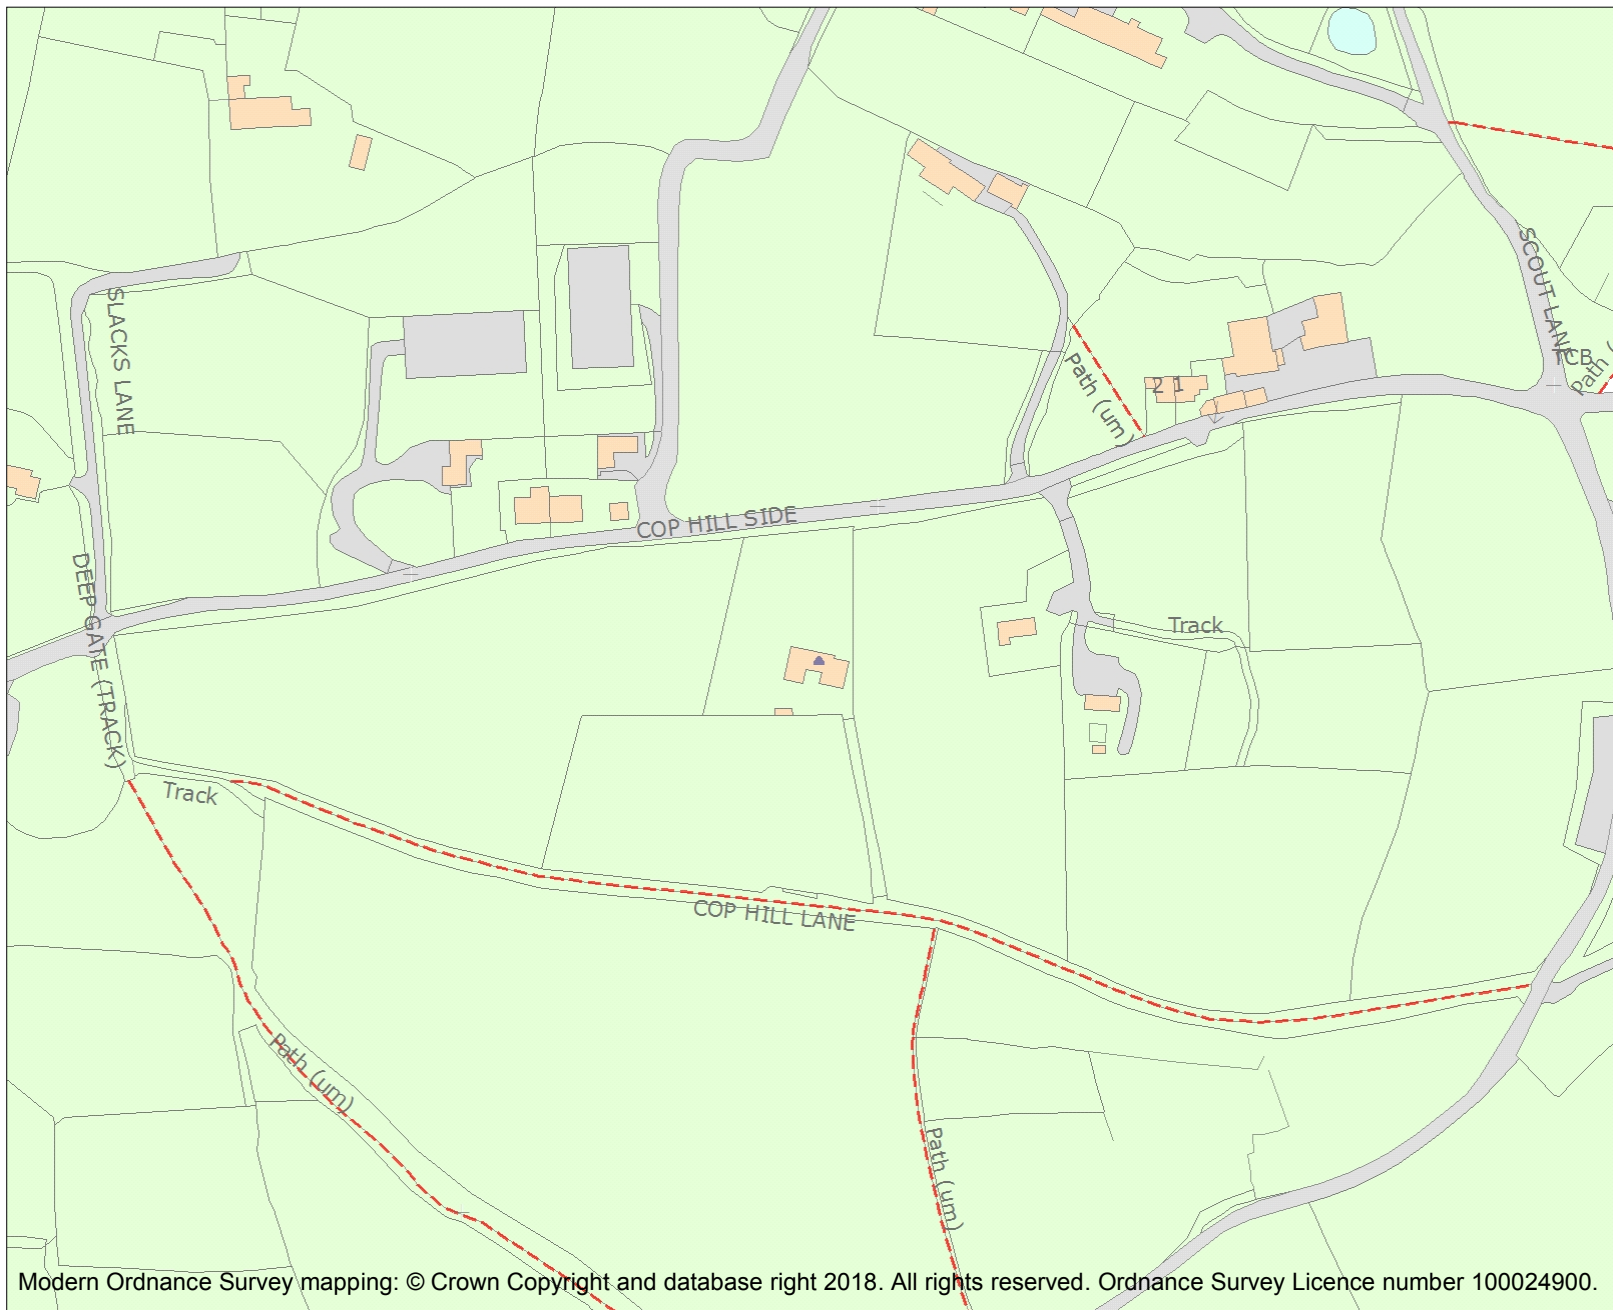 SCOUT LANE
SLACKS LANE
TCB
Path (um)
2 1
Path (
COP HILL SIDE
DEEP GATE (TRACK)
Track
Track
COP HILL LANE
Path (um)
Path (um)
Modern Ordnance Survey mapping: © Crown Copyright and database right 2018. All rights reserved. Ordnance Survey Licence number 100024900.